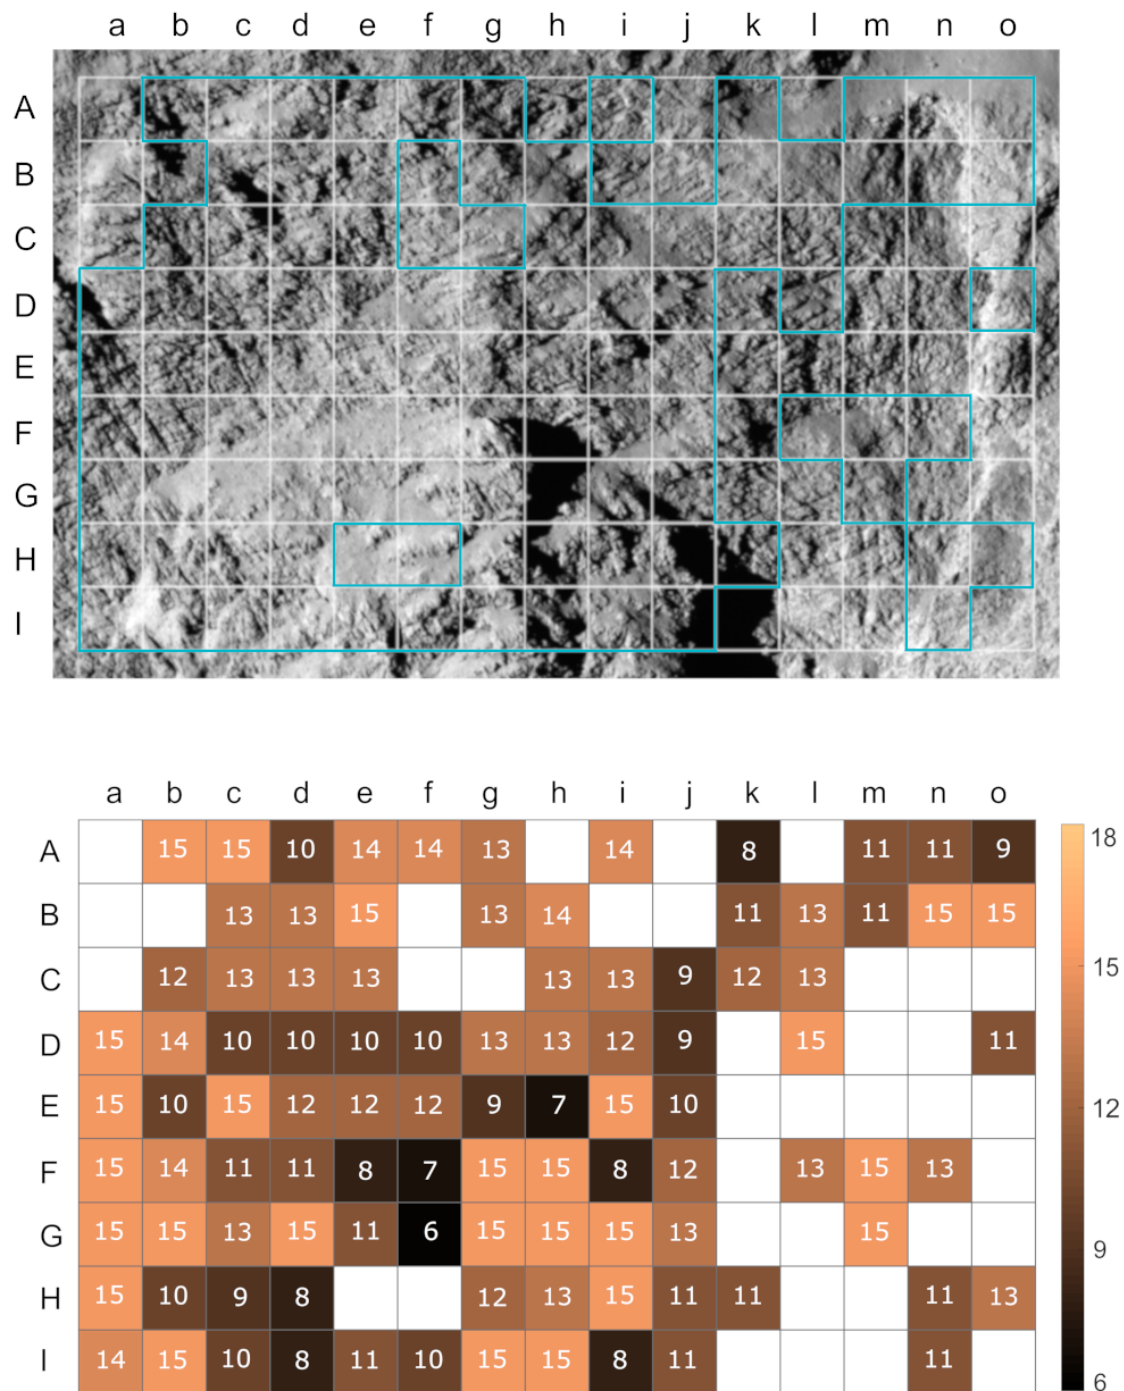 a b c d e f g h i j k l m n o
A
B
C
D
E
F
G
H
I
a b c d e f g h i j k l m n o
A 15 15 10 14 14 13 14 8 11 11 9
B 13 13 15 13 14 11 13 11 15 15
C 12 13 13 13 13 13 9 12 13
D 15 14 10 10 10 10 13 13 12 9 15 11
E 15 10 15 12 12 12 9 7 15 10
F 15 14 11 11 8 7 15 15 8 12 13 15 13
G 15 15 13 15 11 6 15 15 15 13 15
H 15 10 9 8 12 13 15 11 11 11 13
I 14 15 10 8 11 10 15 15 8 11 11
18
15
12
9
6